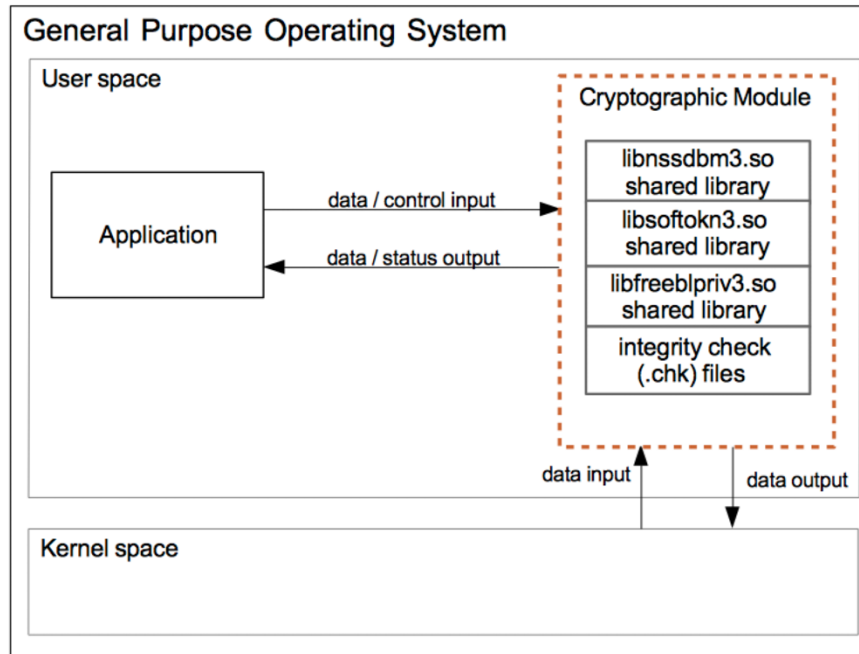 General Purpose Operating System
User space
Cryptographic Module
libnssdbm3.so
shared library
libsoftokn3.so
shared library
libfreeblpriv3.so
shared library
integrity check
(.chk) files
Application
data / control input
data / status output
data input
data output
Kernel space